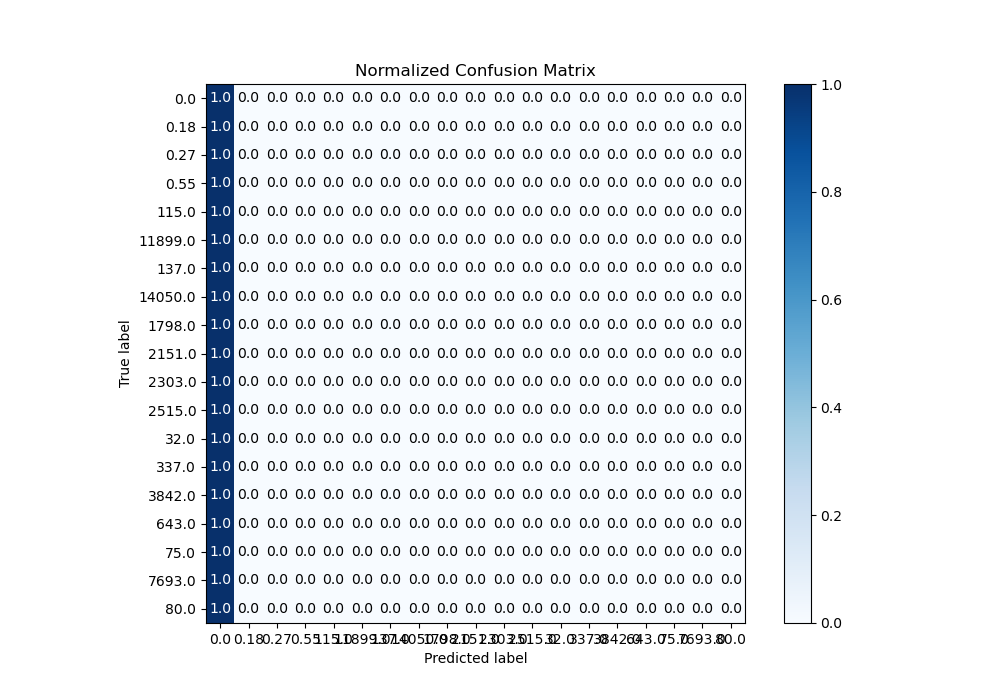 Normalized Confusion Matrix
0.0 1.0 0.0 0.0 0.0 0.0 0.0 0.0 0.0 0.0 0.0 0.0 0.0 0.0 0.0 0.0 0.0 0.0 0.0 0.0 1.0
0.18 1.0 0.0 0.0 0.0 0.0 0.0 0.0 0.0 0.0 0.0 0.0 0.0 0.0 0.0 0.0 0.0 0.0 0.0 0.0
0.27 1.0 0.0 0.0 0.0 0.0 0.0 0.0 0.0 0.0 0.0 0.0 0.0 0.0 0.0 0.0 0.0 0.0 0.0 0.0
0.55 1.0 0.0 0.0 0.0 0.0 0.0 0.0 0.0 0.0 0.0 0.0 0.0 0.0 0.0 0.0 0.0 0.0 0.0 0.0
0.8
115.0 1.0 0.0 0.0 0.0 0.0 0.0 0.0 0.0 0.0 0.0 0.0 0.0 0.0 0.0 0.0 0.0 0.0 0.0 0.0
11899.0 1.0 0.0 0.0 0.0 0.0 0.0 0.0 0.0 0.0 0.0 0.0 0.0 0.0 0.0 0.0 0.0 0.0 0.0 0.0
137.0 1.0 0.0 0.0 0.0 0.0 0.0 0.0 0.0 0.0 0.0 0.0 0.0 0.0 0.0 0.0 0.0 0.0 0.0 0.0
14050.0 1.0 0.0 0.0 0.0 0.0 0.0 0.0 0.0 0.0 0.0 0.0 0.0 0.0 0.0 0.0 0.0 0.0 0.0 0.0 0.6
1798.0 1.0 0.0 0.0 0.0 0.0 0.0 0.0 0.0 0.0 0.0 0.0 0.0 0.0 0.0 0.0 0.0 0.0 0.0 0.0
True label
2151.0 1.0 0.0 0.0 0.0 0.0 0.0 0.0 0.0 0.0 0.0 0.0 0.0 0.0 0.0 0.0 0.0 0.0 0.0 0.0
2303.0 1.0 0.0 0.0 0.0 0.0 0.0 0.0 0.0 0.0 0.0 0.0 0.0 0.0 0.0 0.0 0.0 0.0 0.0 0.0
2515.0 1.0 0.0 0.0 0.0 0.0 0.0 0.0 0.0 0.0 0.0 0.0 0.0 0.0 0.0 0.0 0.0 0.0 0.0 0.0 0.4
32.0 1.0 0.0 0.0 0.0 0.0 0.0 0.0 0.0 0.0 0.0 0.0 0.0 0.0 0.0 0.0 0.0 0.0 0.0 0.0
337.0 1.0 0.0 0.0 0.0 0.0 0.0 0.0 0.0 0.0 0.0 0.0 0.0 0.0 0.0 0.0 0.0 0.0 0.0 0.0
3842.0 1.0 0.0 0.0 0.0 0.0 0.0 0.0 0.0 0.0 0.0 0.0 0.0 0.0 0.0 0.0 0.0 0.0 0.0 0.0
0.2
643.0 1.0 0.0 0.0 0.0 0.0 0.0 0.0 0.0 0.0 0.0 0.0 0.0 0.0 0.0 0.0 0.0 0.0 0.0 0.0
75.0 1.0 0.0 0.0 0.0 0.0 0.0 0.0 0.0 0.0 0.0 0.0 0.0 0.0 0.0 0.0 0.0 0.0 0.0 0.0
7693.0 1.0 0.0 0.0 0.0 0.0 0.0 0.0 0.0 0.0 0.0 0.0 0.0 0.0 0.0 0.0 0.0 0.0 0.0 0.0
80.0 1.0 0.0 0.0 0.0 0.0 0.0 0.0 0.0 0.0 0.0 0.0 0.0 0.0 0.0 0.0 0.0 0.0 0.0 0.0
0.0
0.0 0.18 0.27 0.55 115.0 11899.0 137.0 14050.0 1798.0 2151.0 2303.0 2515.0 32.0 337.0 3842.0 643.0 75.0 7693.0 80.0
Predicted label